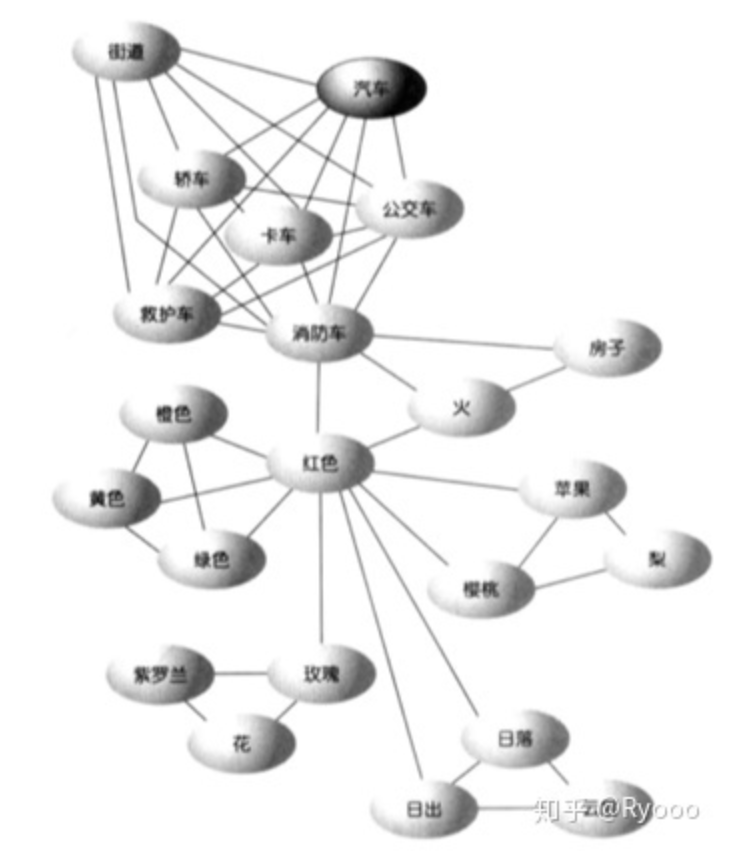 街道
汽车
轿车
公交车
卡车
救护车
消防车
房子
火
橙色
红色
黄色
苹果
绿色
梨
樱桃
紫罗兰
玫瑰
花
日落
日出
知乎 @Ryooo